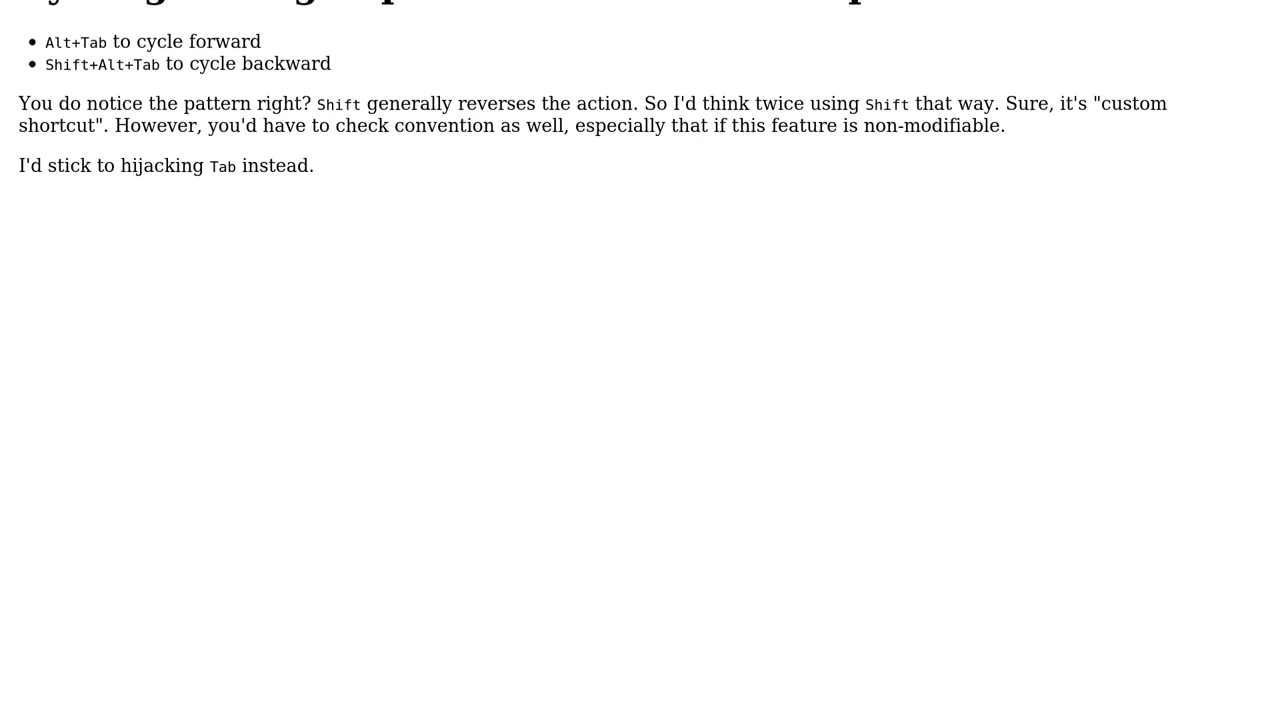 Alt+Tab to cycle forward
Shift+Alt+Tab to cycle backward
You do notice the pattern right? Shift generally reverses the action. So I'd think twice using Shift that way. Sure, it's "custom
shortcut". However, you'd have to check convention as well, especially that if this feature is non-modifiable.
I'd stick to hijacking Tab instead.